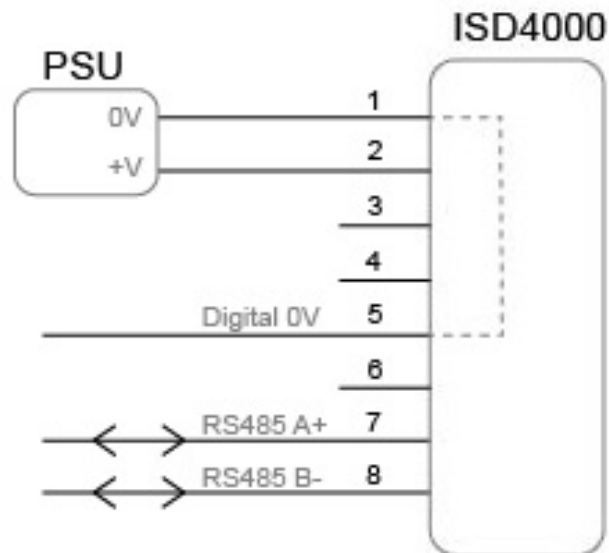 ISD4000
PSU
0V
1
+V
2
3
4
Digital 0V 5
6
RS485 A+ 7
RS485 B- 8